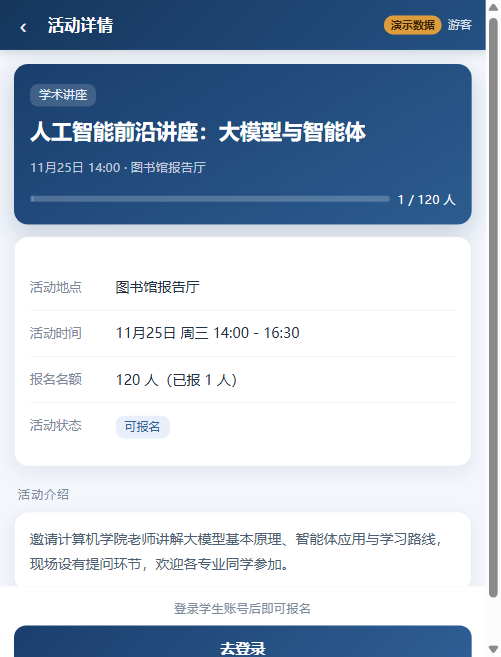 ‹ 活动详情 演示数据 游客
学术讲座
人工智能前沿讲座：大模型与智能体
11月25日 14:00 · 图书馆报告厅
1 / 120 人
活动地点 图书馆报告厅
活动时间 11月25日 周三 14:00 - 16:30
报名名额 120 人（已报 1 人）
活动状态 可报名
活动介绍
邀请计算机学院老师讲解大模型基本原理、智能体应用与学习路线，
现场设有提问环节，欢迎各专业同学参加。
登录学生账号后即可报名
去登录